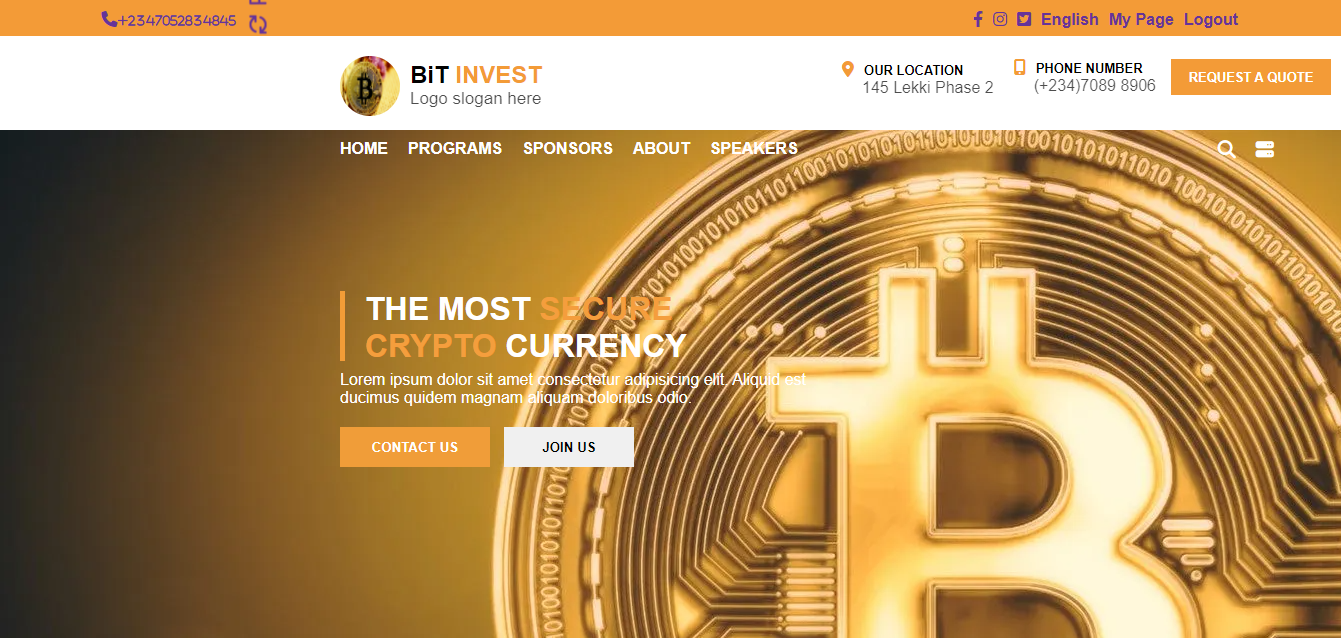 +2347052834845
English My Page Logout
BiT INVEST
Logo slogan here
OUR LOCATION
145 Lekki Phase 2
PHONE NUMBER
(+234)7089 8906
REQUEST A QUOTE
HOME PROGRAMS SPONSORS ABOUT SPEAKERS
THE MOST SECURE
CRYPTO CURRENCY
Lorem ipsum dolor sit amet consectetur adipisicing elit. Aliquid est
ducimus quidem magnam aliquam doloribus odio.
CONTACT US JOIN US